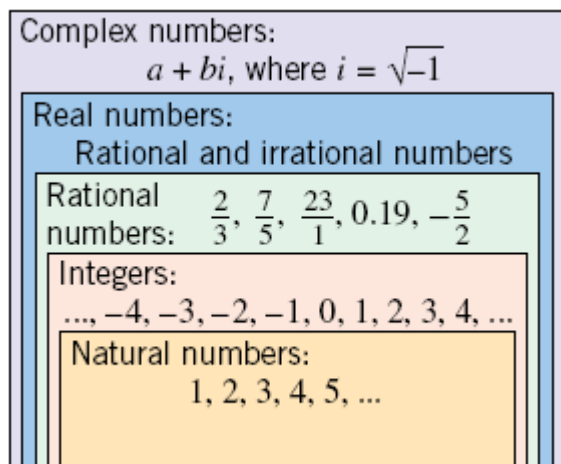 Complex numbers:
a + bi, where i = √−1
Real numbers:
Rational and irrational numbers
Rational numbers: 2/3, 7/5, 23/1, 0.19, −5/2
Integers:
..., −4, −3, −2, −1, 0, 1, 2, 3, 4, ...
Natural numbers:
1, 2, 3, 4, 5, ...